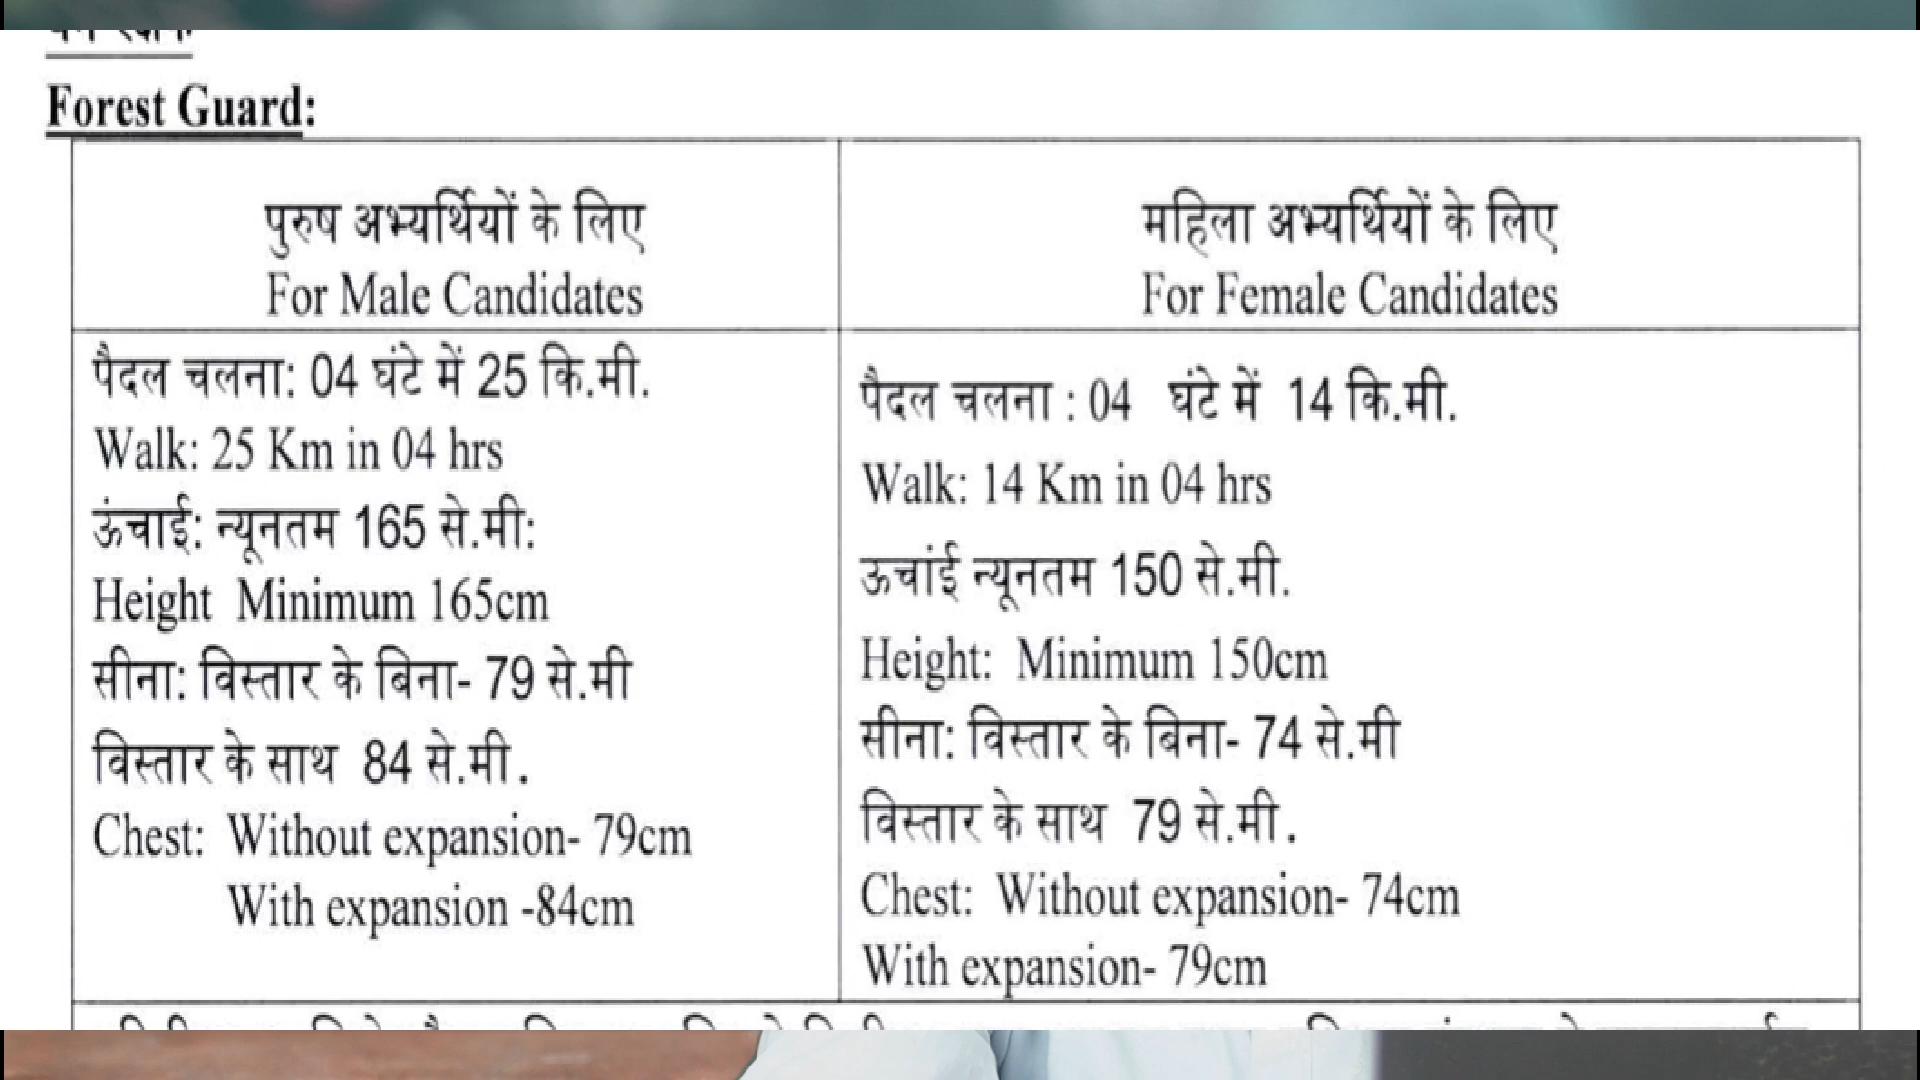 Forest Guard:
पुरुष अभ्यर्थियों के लिए
For Male Candidates
पैदल चलना: 04 घंटे में 25 कि.मी.
Walk: 25 Km in 04 hrs
ऊंचाई: न्यूनतम 165 से.मी:
Height Minimum 165cm
सीना: विस्तार के बिना- 79 से.मी
विस्तार के साथ 84 से.मी.
Chest: Without expansion- 79cm
With expansion -84cm
महिला अभ्यर्थियों के लिए
For Female Candidates
पैदल चलना : 04 घंटे में 14 कि.मी.
Walk: 14 Km in 04 hrs
ऊचांई न्यूनतम 150 से.मी.
Height: Minimum 150cm
सीना: विस्तार के बिना- 74 से.मी
विस्तार के साथ 79 से.मी.
Chest: Without expansion- 74cm
With expansion- 79cm